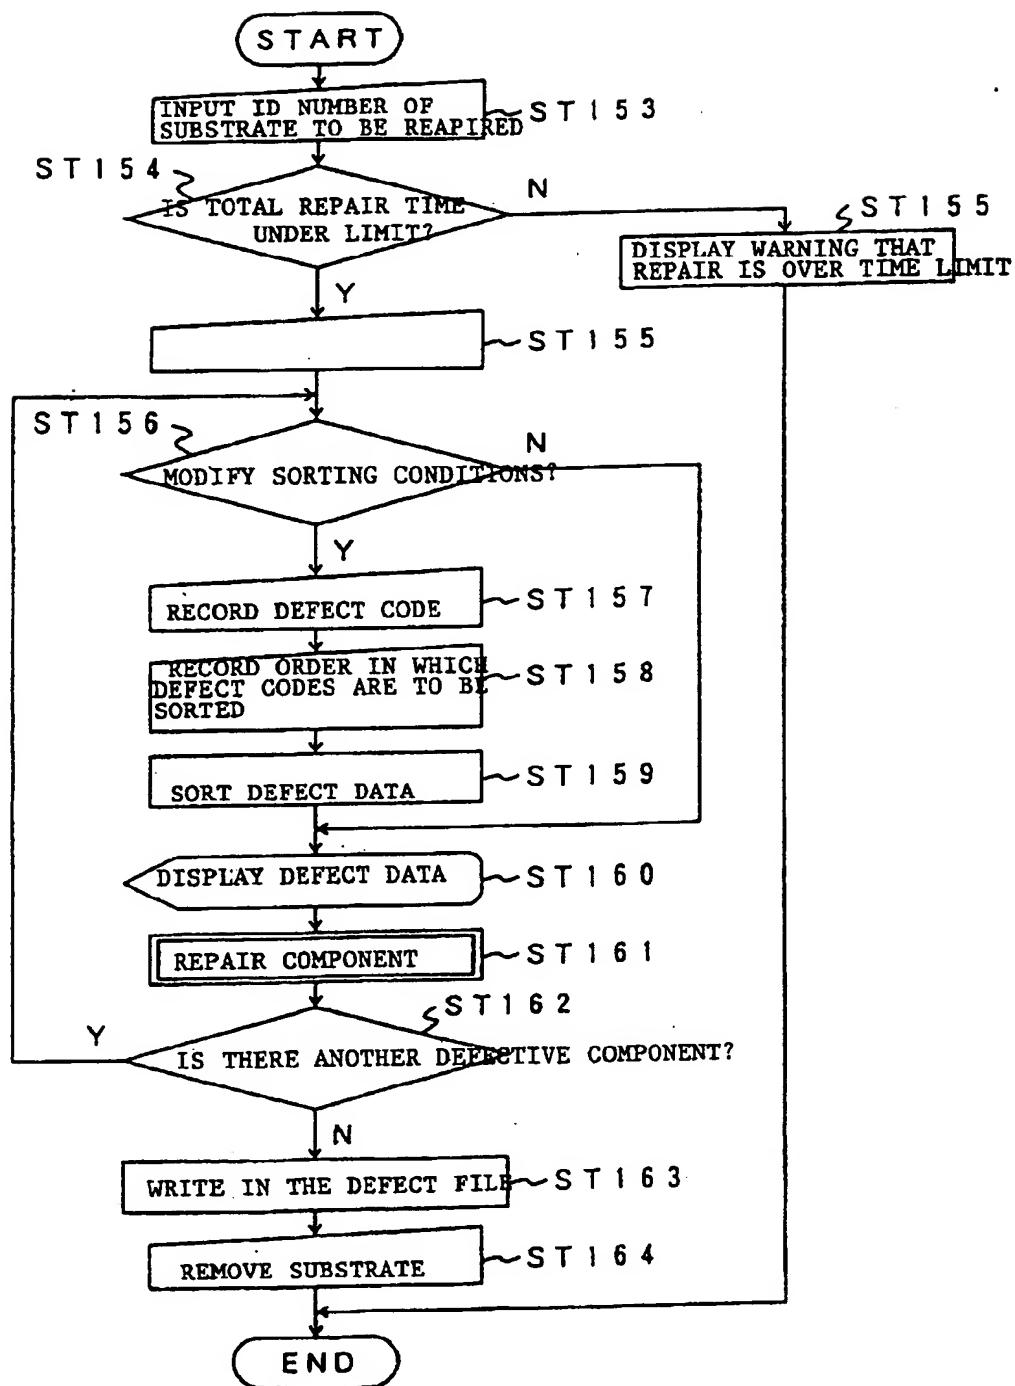 START
INPUT ID NUMBER OF
SUBSTRATE TO BE REAPIRED
ST153
ST154
IS TOTAL REPAIR TIME
UNDER LIMIT?
N
ST155
DISPLAY WARNING THAT
REPAIR IS OVER TIME LIMIT
Y
ST155
ST156
MODIFY SORTING CONDITIONS?
N
Y
RECORD DEFECT CODE
ST157
RECORD ORDER IN WHICH
DEFECT CODES ARE TO BE
SORTED
ST158
SORT DEFECT DATA
ST159
DISPLAY DEFECT DATA
ST160
REPAIR COMPONENT
ST161
ST162
Y
IS THERE ANOTHER DEFECTIVE COMPONENT?
N
WRITE IN THE DEFECT FILE
ST163
REMOVE SUBSTRATE
ST164
END